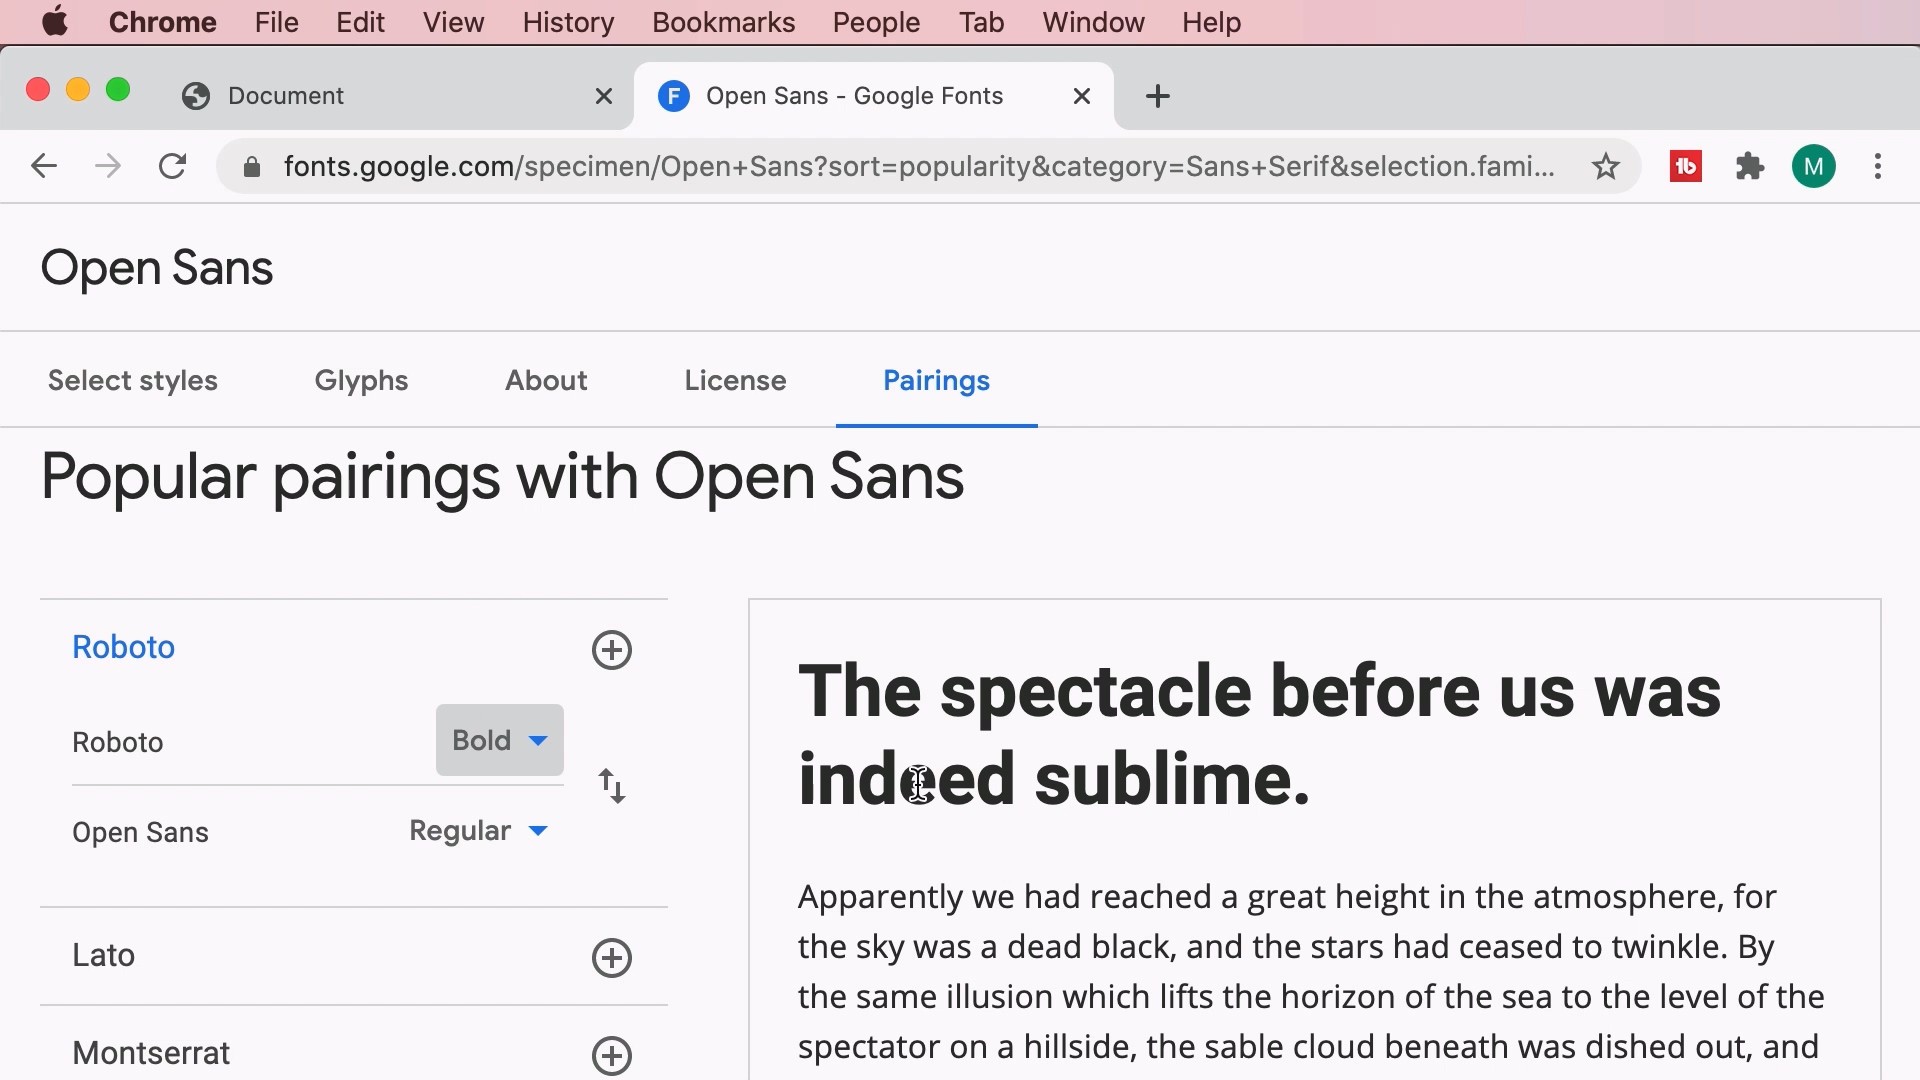 Chrome File Edit View History Bookmarks People Tab Window Help
Document
F Open Sans - Google Fonts
fonts.google.com/specimen/Open+Sans?sort=popularity&category=Sans+Serif&selection.fami...
tb
M
Open Sans
Select styles Glyphs About License Pairings
Popular pairings with Open Sans
Roboto
Roboto Bold
Open Sans Regular
Lato
Montserrat
The spectacle before us was
indeed sublime.
Apparently we had reached a great height in the atmosphere, for
the sky was a dead black, and the stars had ceased to twinkle. By
the same illusion which lifts the horizon of the sea to the level of the
spectator on a hillside, the sable cloud beneath was dished out, and